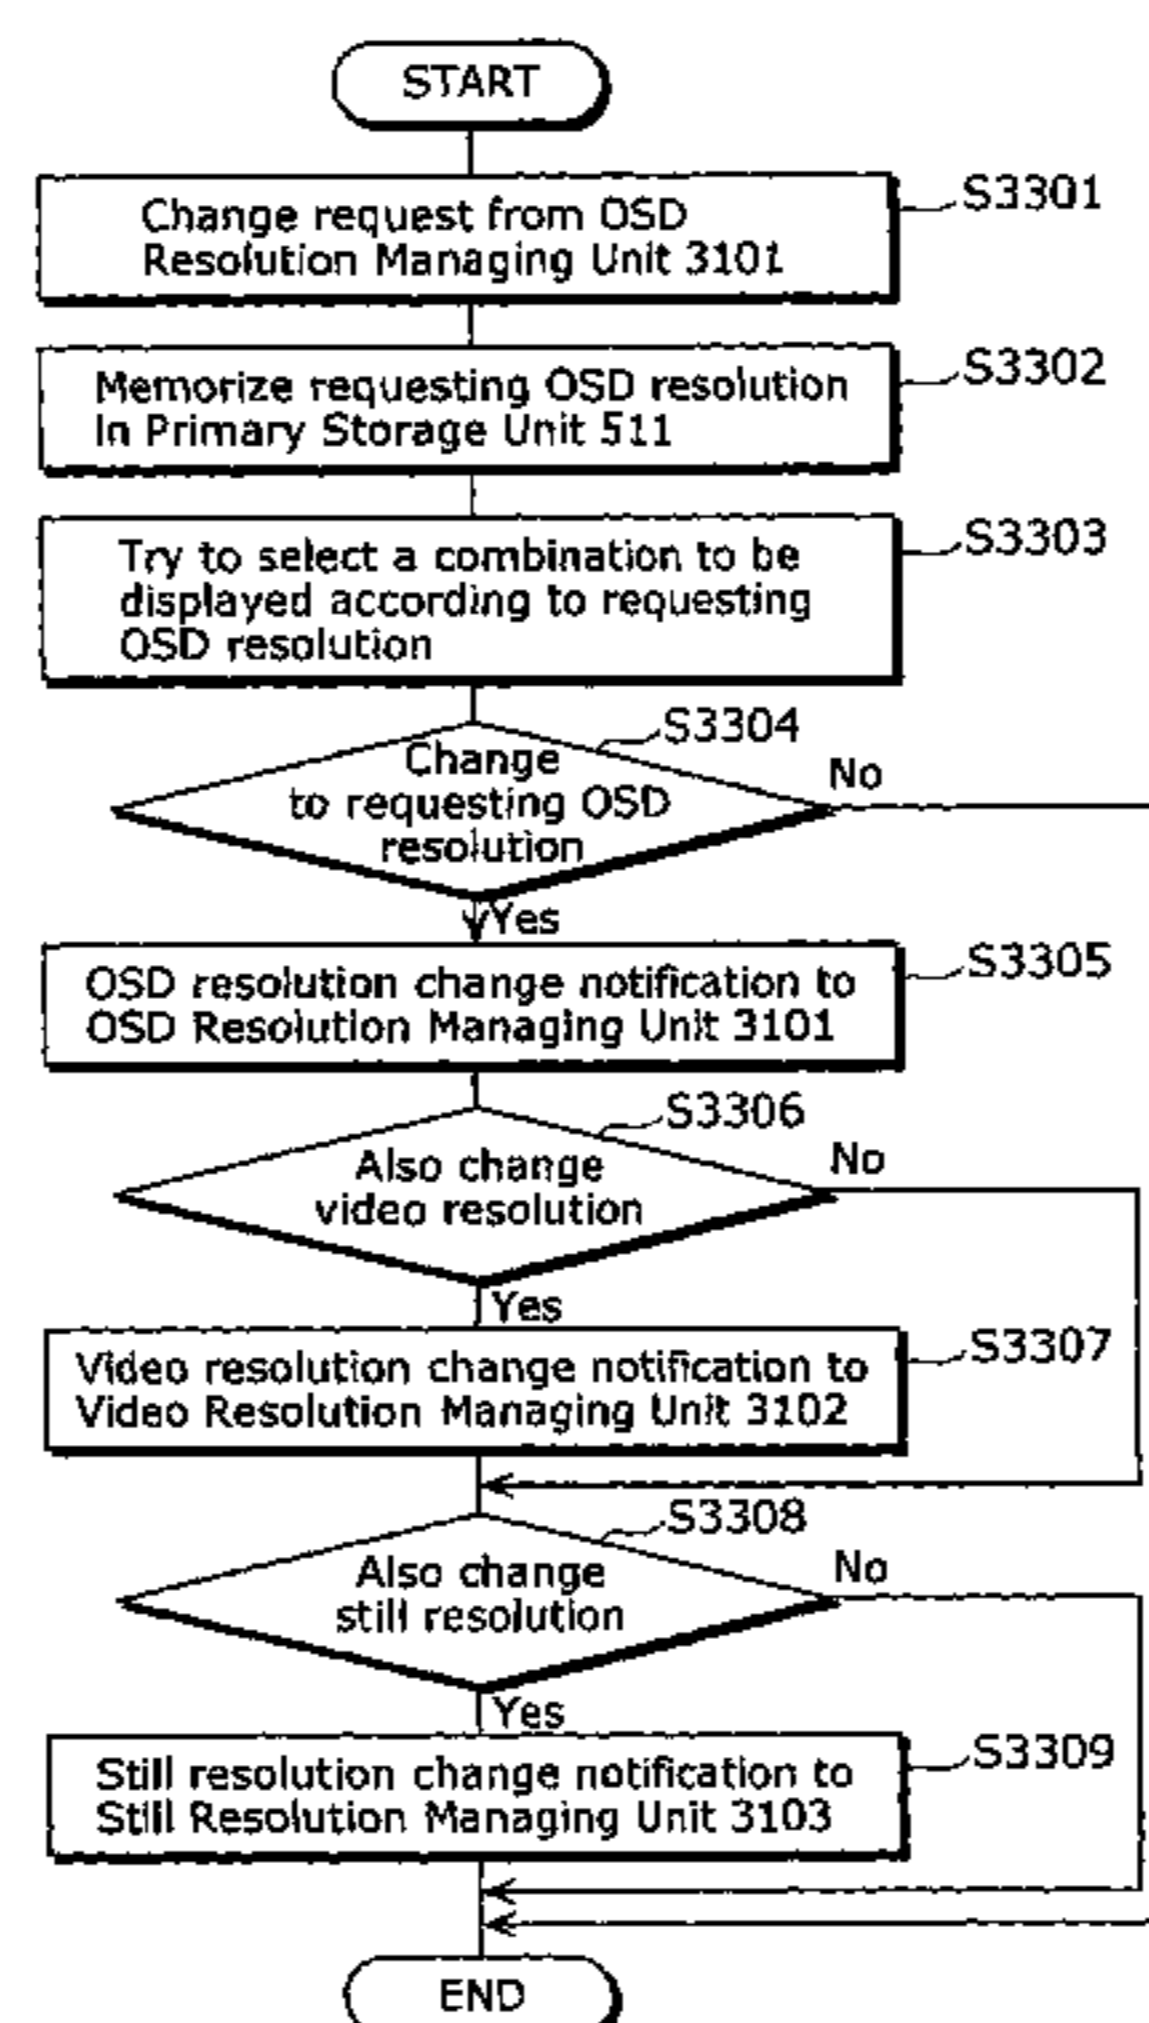 START
Change request from OSD
Resolution Managing Unit 3101
S3301
Memorize requesting OSD resolution
In Primary Storage Unit 511
S3302
Try to select a combination to be
displayed according to requesting
OSD resolution
S3303
Change
to requesting OSD
resolution
S3304
No
Yes
OSD resolution change notification to
OSD Resolution Managing Unit 3101
S3305
Also change
video resolution
S3306
No
Yes
Video resolution change notification to
Video Resolution Managing Unit 3102
S3307
Also change
still resolution
S3308
No
Yes
Still resolution change notification to
Still Resolution Managing Unit 3103
S3309
END